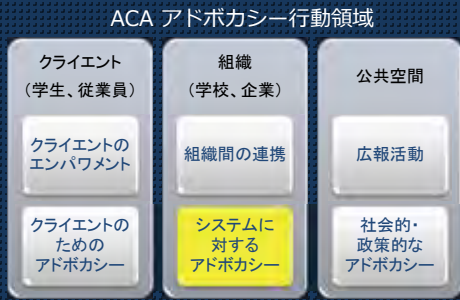 ACA アドボカシー行動領域
クライエント
（学生、従業員）
クライエントの
エンパワメント
クライエントの
ための
アドボカシー
組織
（学校、企業）
組織間の連携
システムに
対する
アドボカシー
公共空間
広報活動
社会的・
政策的な
アドボカシー